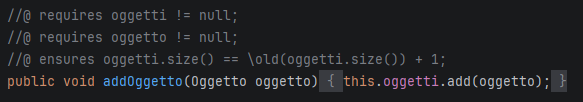 //@ requires oggetti != null;
//@ requires oggetto != null;
//@ ensures oggetti.size() == \old(oggetti.size()) + 1;
public void addOggetto(Oggetto oggetto) { this.oggetti.add(oggetto); }